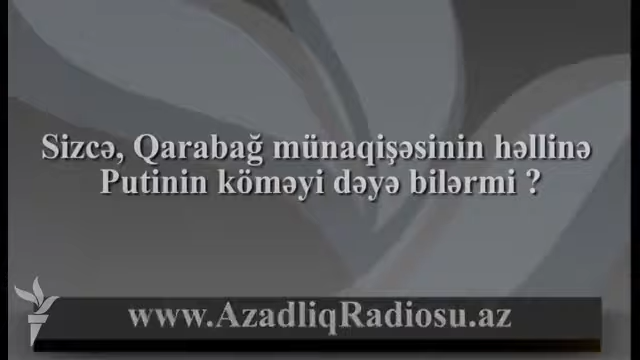 Sizcə, Qarabağ münaqişəsinin həllinə
Putinin köməyi dəyə bilərmi ?
www.AzadliqRadiosu.az